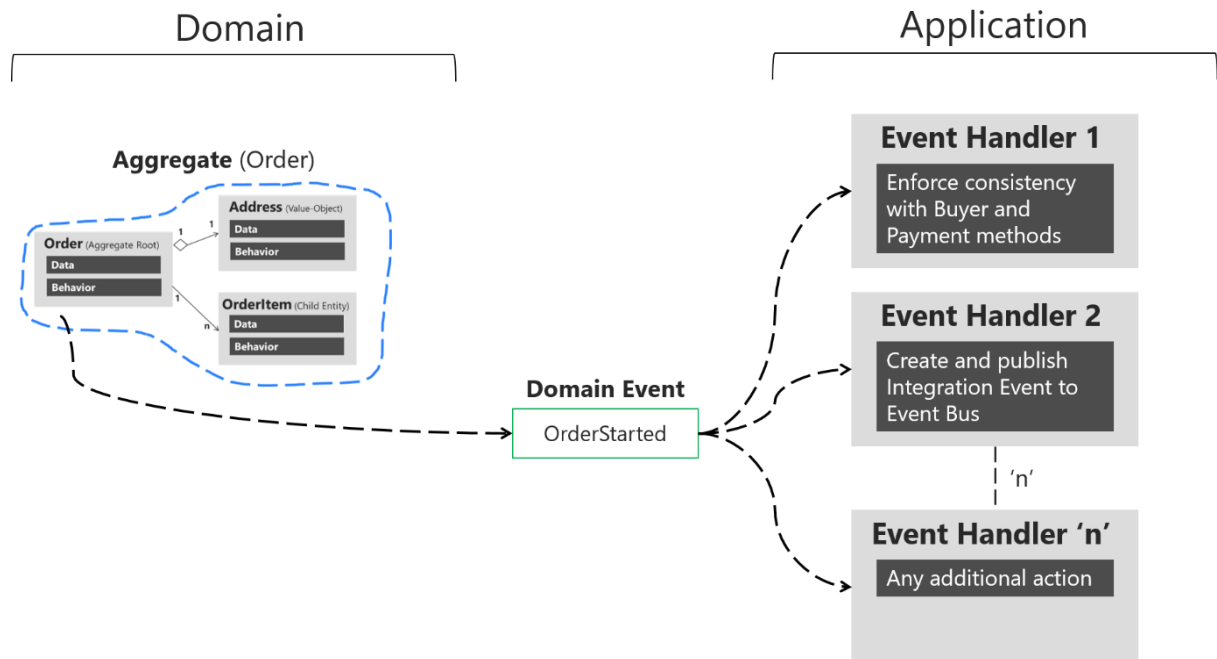 Domain
Application
Aggregate (Order)
Order (Aggregate Root)
Data
Behavior
1
1
Address (Value-Object)
Data
Behavior
1
n
OrderItem (Child Entity)
Data
Behavior
Domain Event
OrderStarted
Event Handler 1
Enforce consistency
with Buyer and
Payment methods
Event Handler 2
Create and publish
Integration Event to
Event Bus
'n'
Event Handler ‘n’
Any additional action